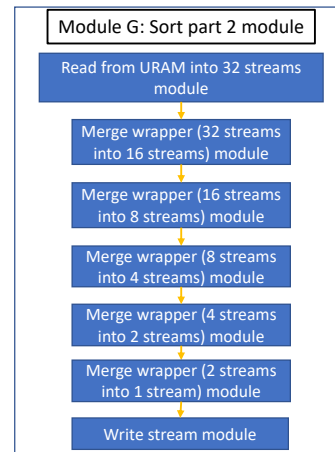 Module G: Sort part 2 module
Read from URAM into 32 streams
module
Merge wrapper (32 streams
into 16 streams) module
Merge wrapper (16 streams
into 8 streams) module
Merge wrapper (8 streams
into 4 streams) module
Merge wrapper (4 streams
into 2 streams) module
Merge wrapper (2 streams
into 1 stream) module
Write stream module